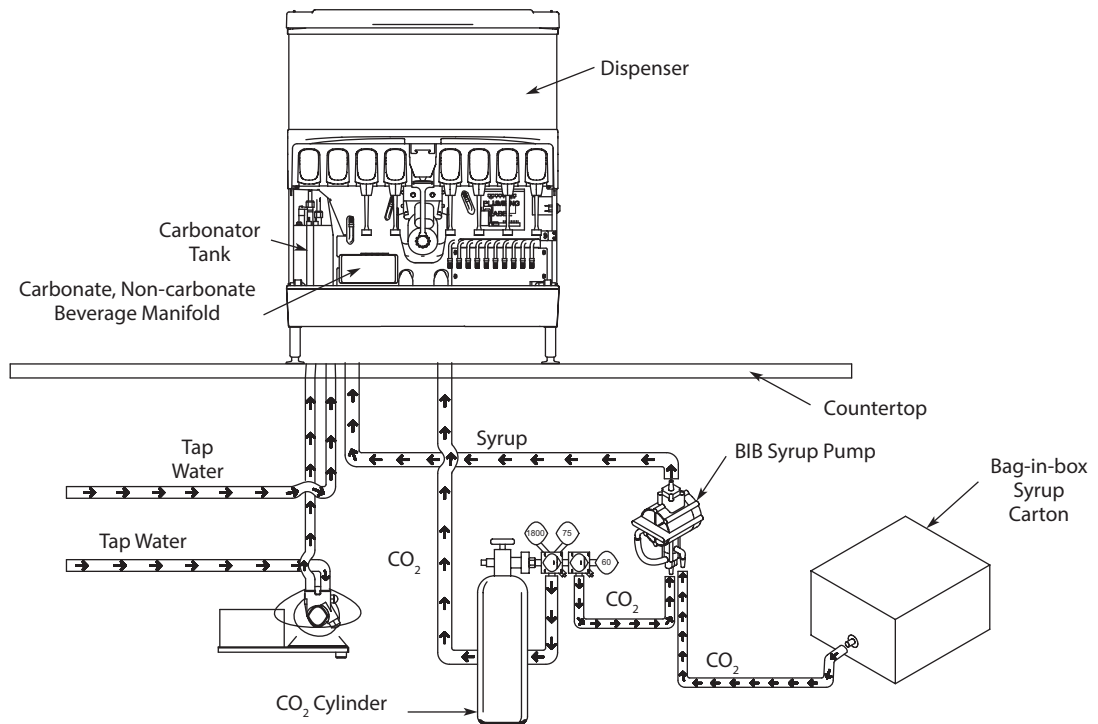 Dispenser
PLUMBING
Carbonator
Tank
Carbonate, Non-carbonate
Beverage Manifold
Countertop
Tap
Water
Syrup
BIB Syrup Pump
Bag-in-box
Syrup
Carton
Tap Water
CO₂
1800
75
60
CO₂
CO₂
CO₂ Cylinder